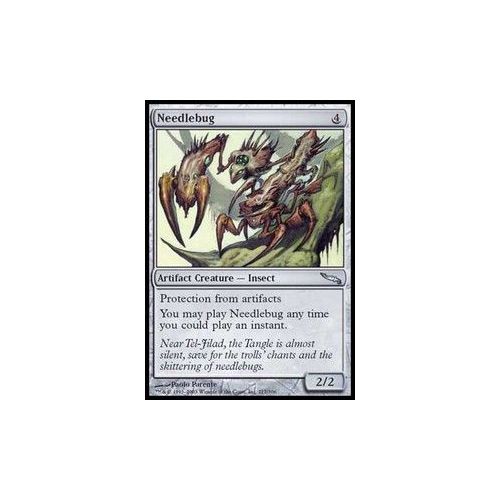 Needlebug 4
Artifact Creature — Insect
Protection from artifacts
You may play Needlebug any time
you could play an instant.
Near Tel-Jilad, the Tangle is almost
silent, save for the trolls' chants and the
skittering of needlebugs.
Paolo Parente
2/2